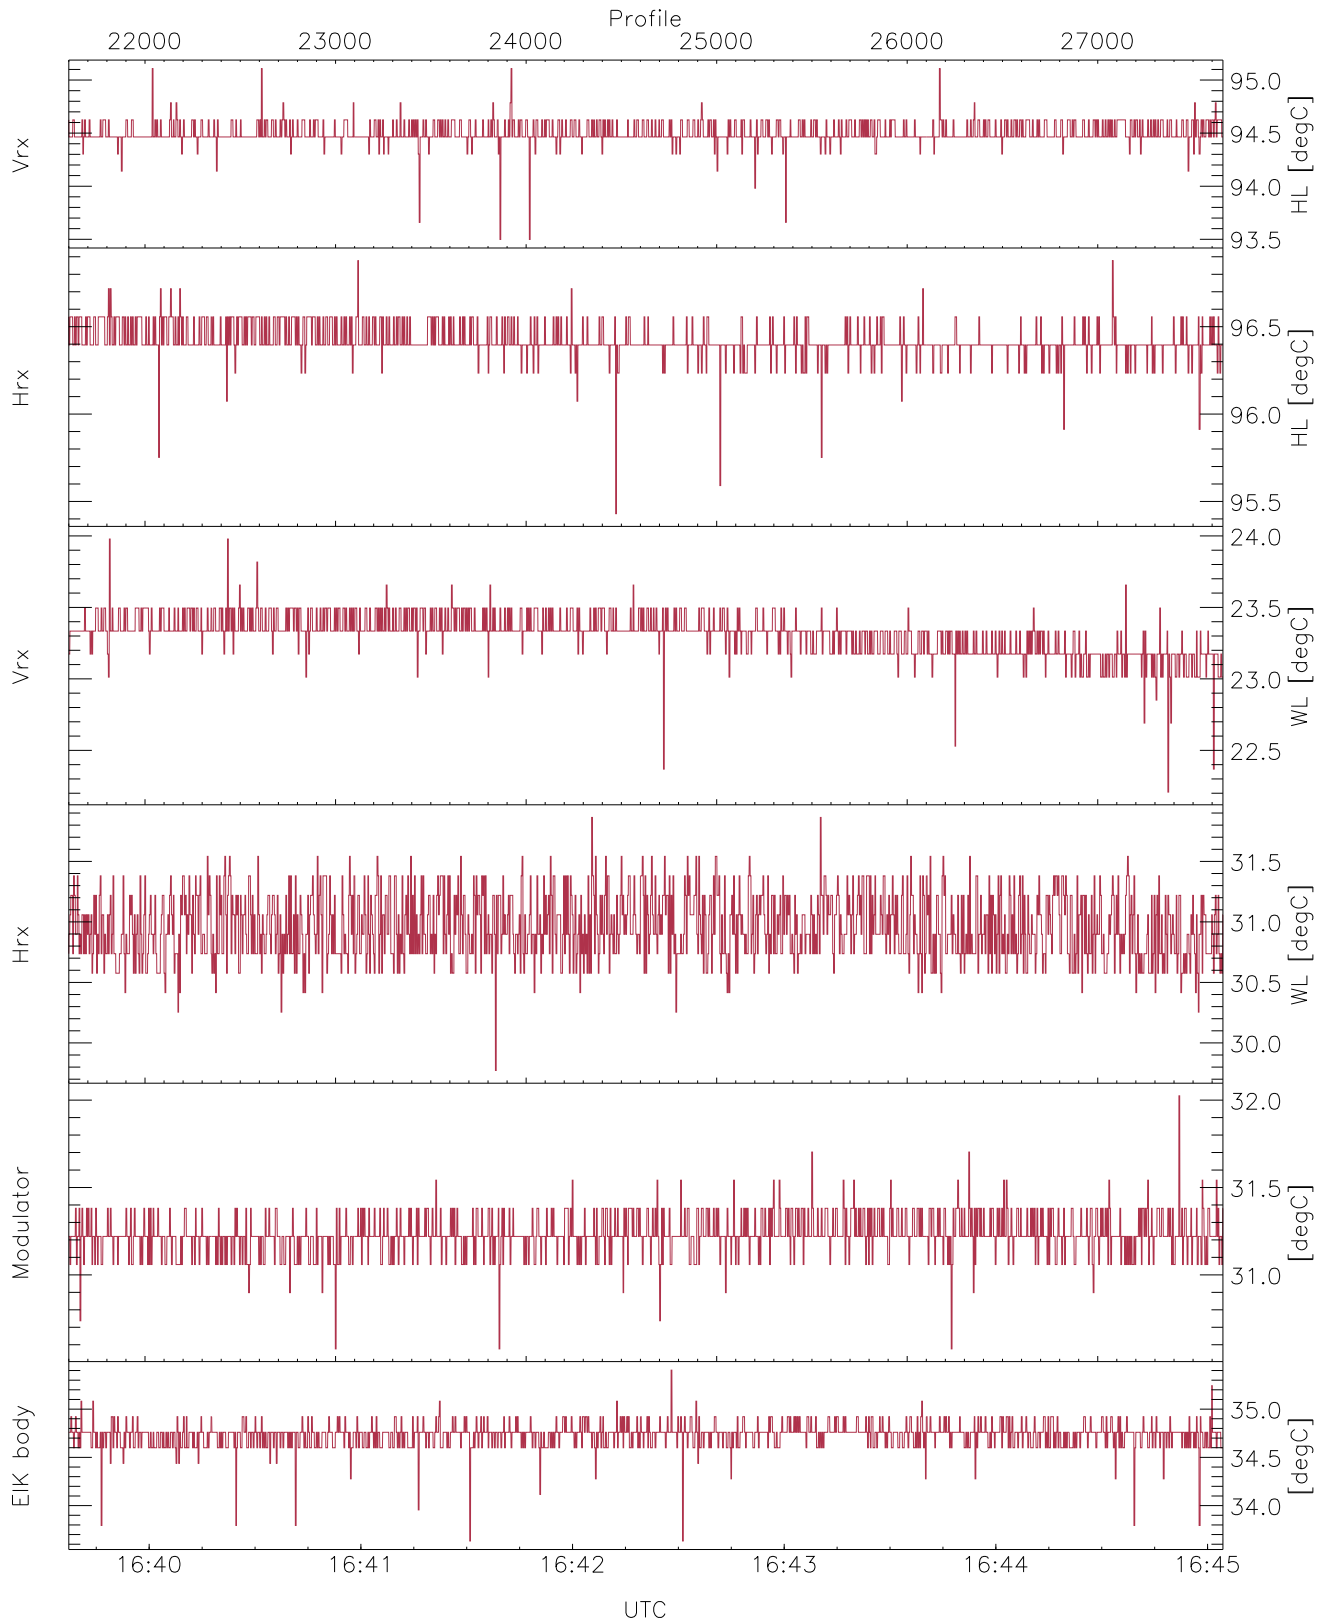 Profile
22000 23000 24000 25000 26000 27000
Vrx
95.0
94.5
94.0
93.5
HL [degC]
Hrx
96.5
96.0
95.5
HL [degC]
Vrx
24.0
23.5
23.0
22.5
WL [degC]
Hrx
31.5
31.0
30.5
30.0
WL [degC]
Modulator
32.0
31.5
31.0
[degC]
EIK body
35.0
34.5
34.0
[degC]
16:40 16:41 16:42 16:43 16:44 16:45
UTC